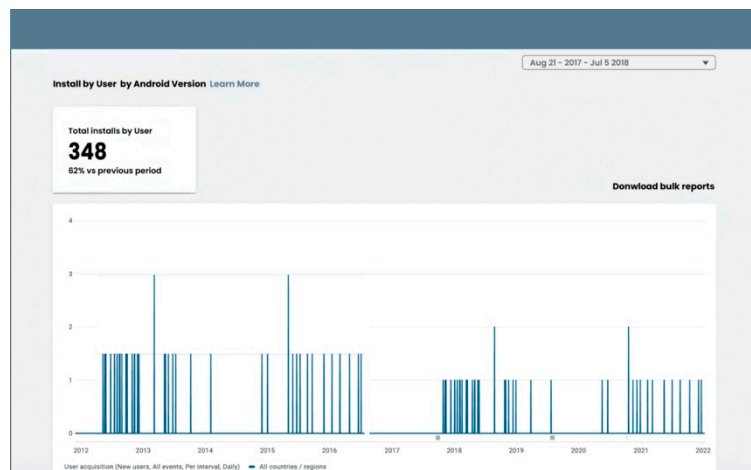 Aug 21 - 2017 - Jul 5 2018
Install by User by Android Version Learn More
Total installs by User
348
62% vs previous period
Donwload bulk reports
4
3
2
1
0
2012 2013 2014 2015 2016 2017 2018 2019 2020 2021 2022
User acquisition (New users, All events, Per interval, Daily) All countries / regions